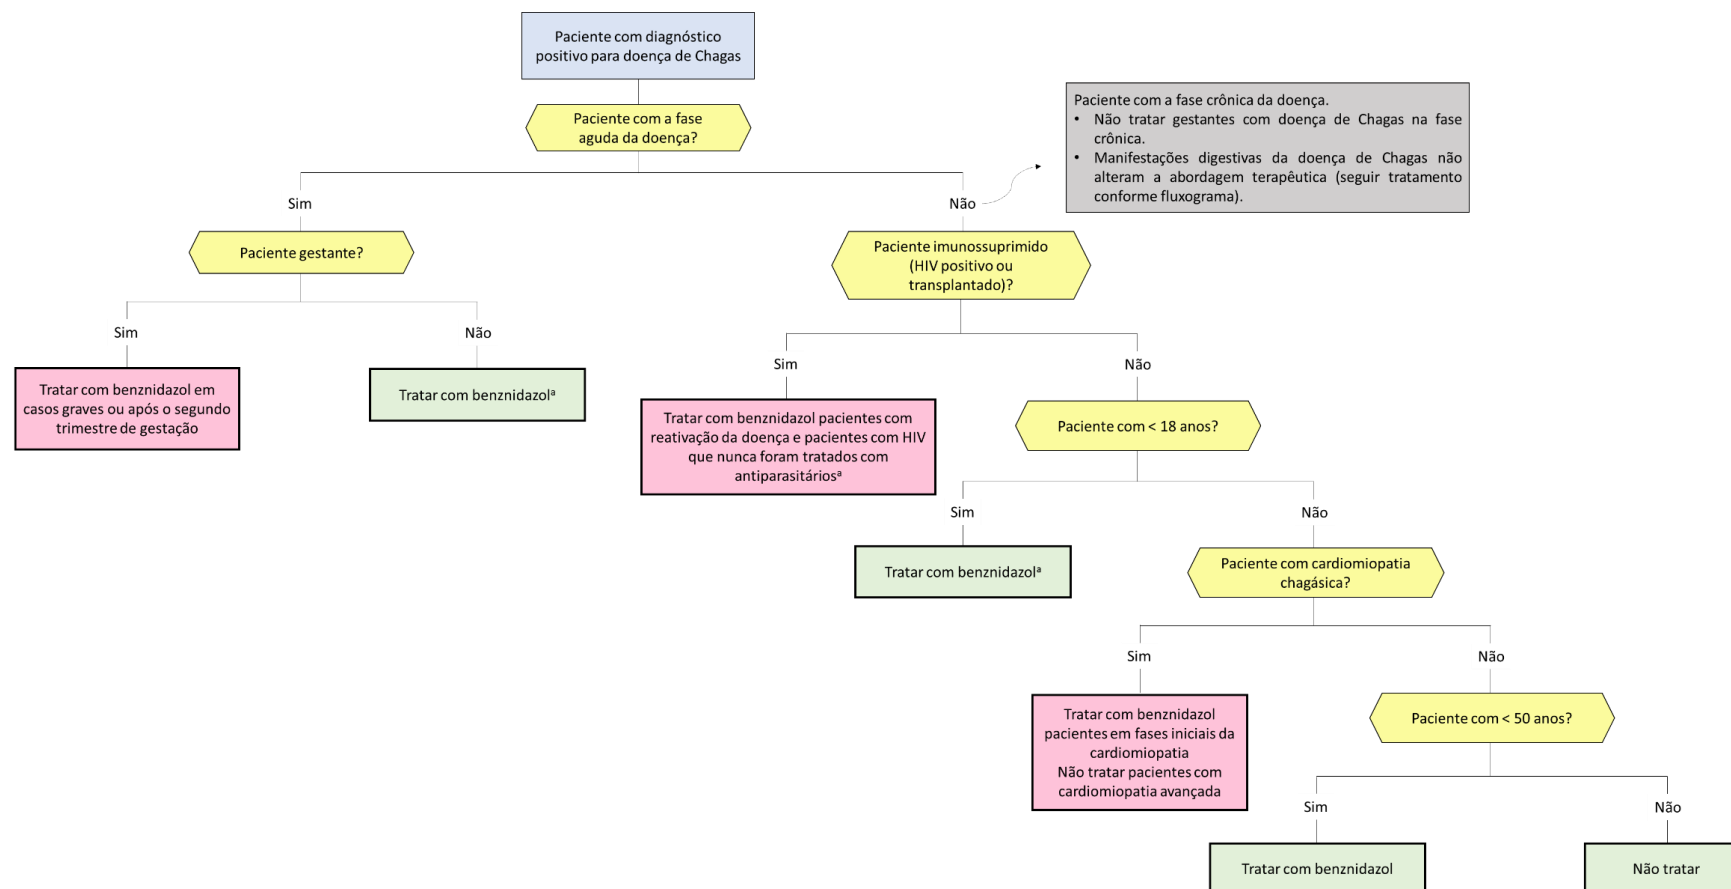 Paciente com diagnóstico
positivo para doença de Chagas
Paciente com a fase
aguda da doença?
Paciente com a fase crônica da doença.
• Não tratar gestantes com doença de Chagas na fase
crônica.
• Manifestações digestivas da doença de Chagas não
alteram a abordagem terapêutica (seguir tratamento
conforme fluxograma).
Sim
Não
Paciente gestante?
Paciente imunossuprimido
(HIV positivo ou
transplantado)?
Sim
Não
Tratar com benznidazol em
casos graves ou após o segundo
trimestre de gestação
Tratar com benznidazolª
Sim
Não
Tratar com benznidazol pacientes com
reativação da doença e pacientes com HIV
que nunca foram tratados com
antiparasitáriosª
Paciente com < 18 anos?
Sim
Não
Tratar com benznidazolª
Paciente com cardiomiopatia
chagásica?
Sim
Não
Tratar com benznidazol
pacientes em fases iniciais da
cardiomiopatia
Não tratar pacientes com
cardiomiopatia avançada
Paciente com < 50 anos?
Sim
Não
Tratar com benznidazol
Não tratar